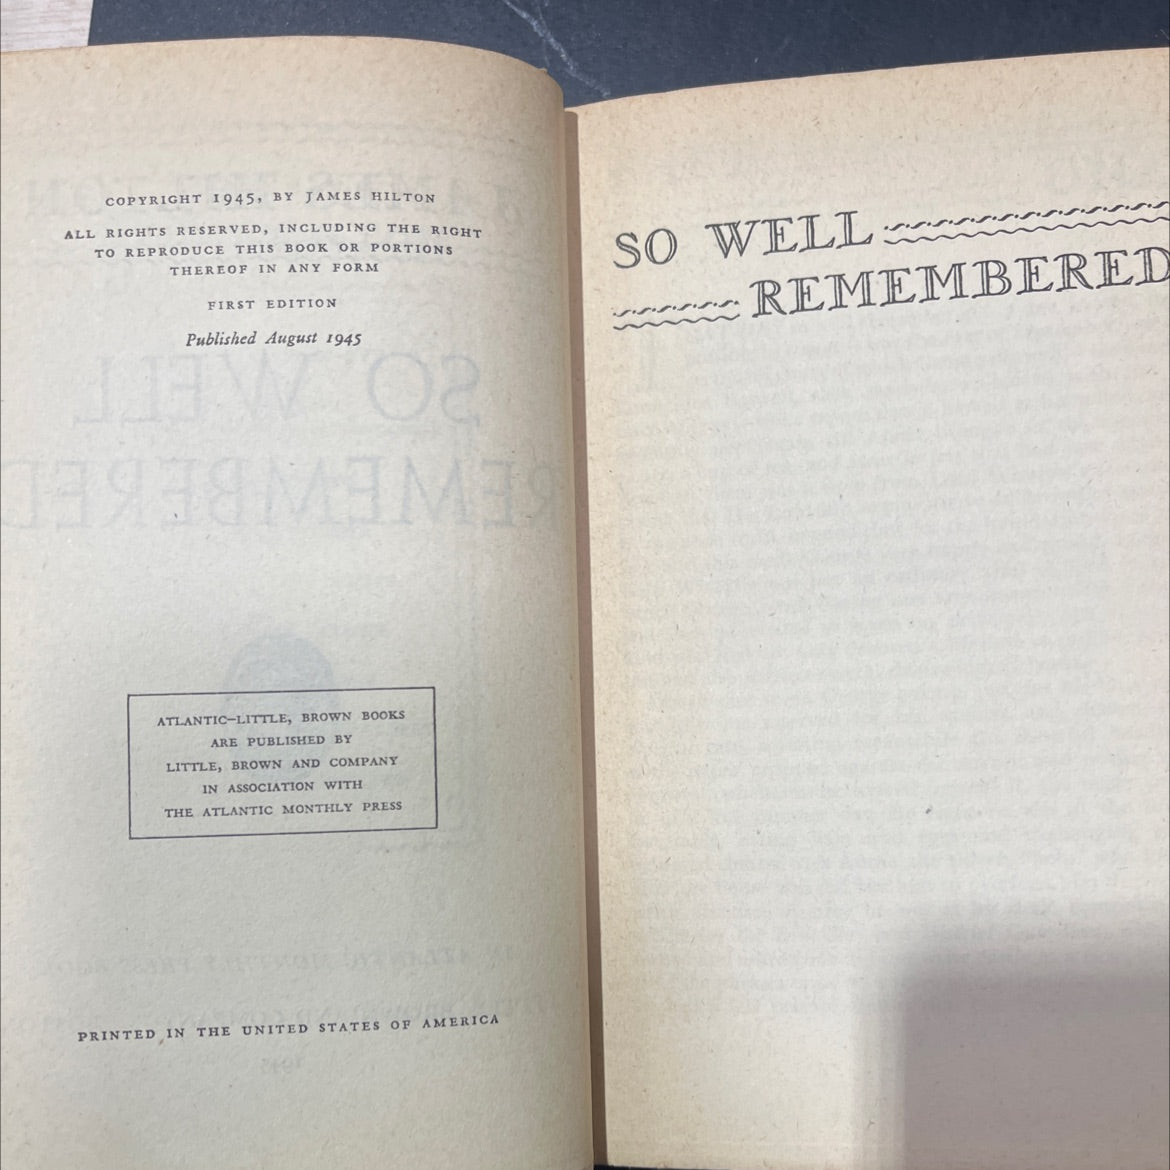 COPYRIGHT 1945, BY JAMES HILTON
ALL RIGHTS RESERVED, INCLUDING THE RIGHT
TO REPRODUCE THIS BOOK OR PORTIONS
THEREOF IN ANY FORM
FIRST EDITION
Published August 1945
ATLANTIC–LITTLE, BROWN BOOKS
ARE PUBLISHED BY
LITTLE, BROWN AND COMPANY
IN ASSOCIATION WITH
THE ATLANTIC MONTHLY PRESS
PRINTED IN THE UNITED STATES OF AMERICA
SO WELL
REMEMBERED